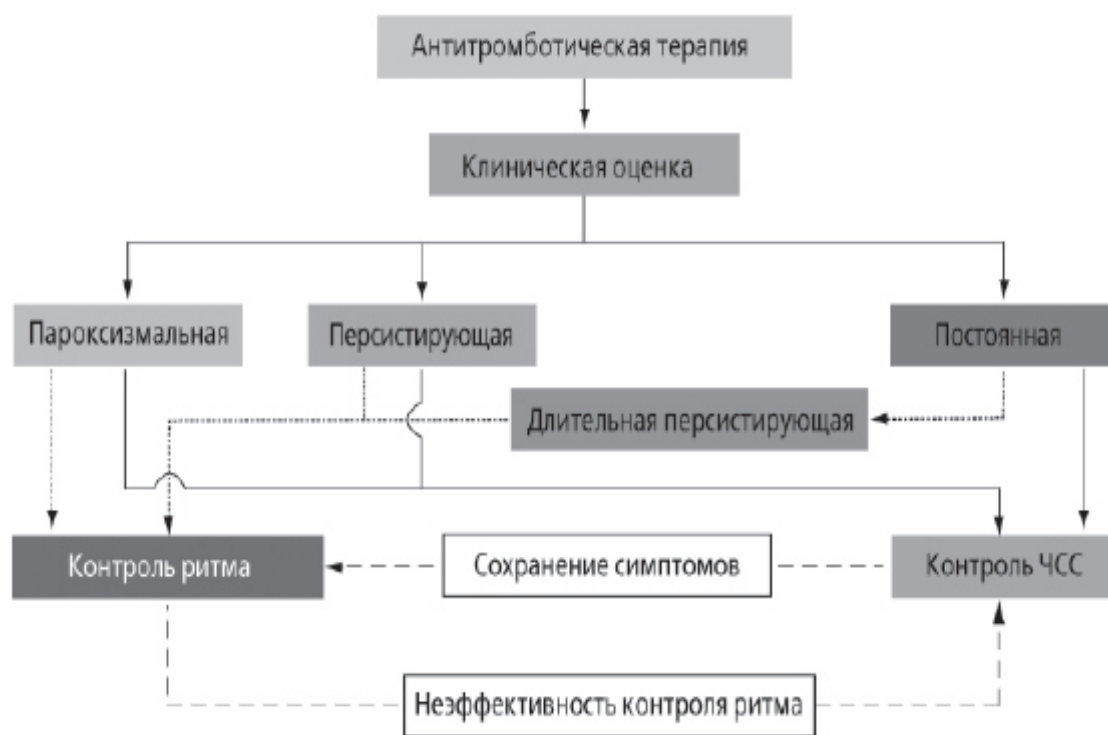 Антитромботическая терапия
Клиническая оценка
Пароксизмальная
Персистирующая
Постоянная
Длительная персистирующая
Контроль ритма
Сохранение симптомов
Контроль ЧСС
Неэффективность контроля ритма